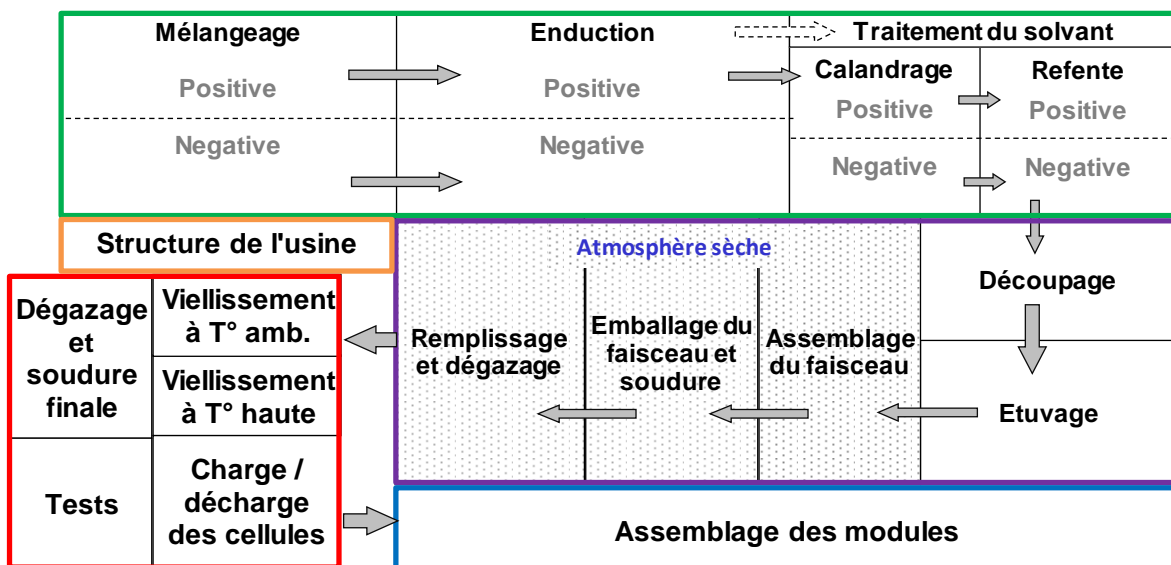 Mélangeage
Positive
Negative
Enduction
Positive
Negative
Traitement du solvant
Calandrage
Positive
Negative
Refente
Positive
Negative
Structure de l'usine
Atmosphère sèche
Découpage
Etuvage
Assemblage
du faisceau
Emballage du
faisceau et
soudure
Remplissage
et dégazage
Dégazage
et
soudure
finale
Viellissement
à T° amb.
Viellissement
à T° haute
Tests
Charge /
décharge
des cellules
Assemblage des modules